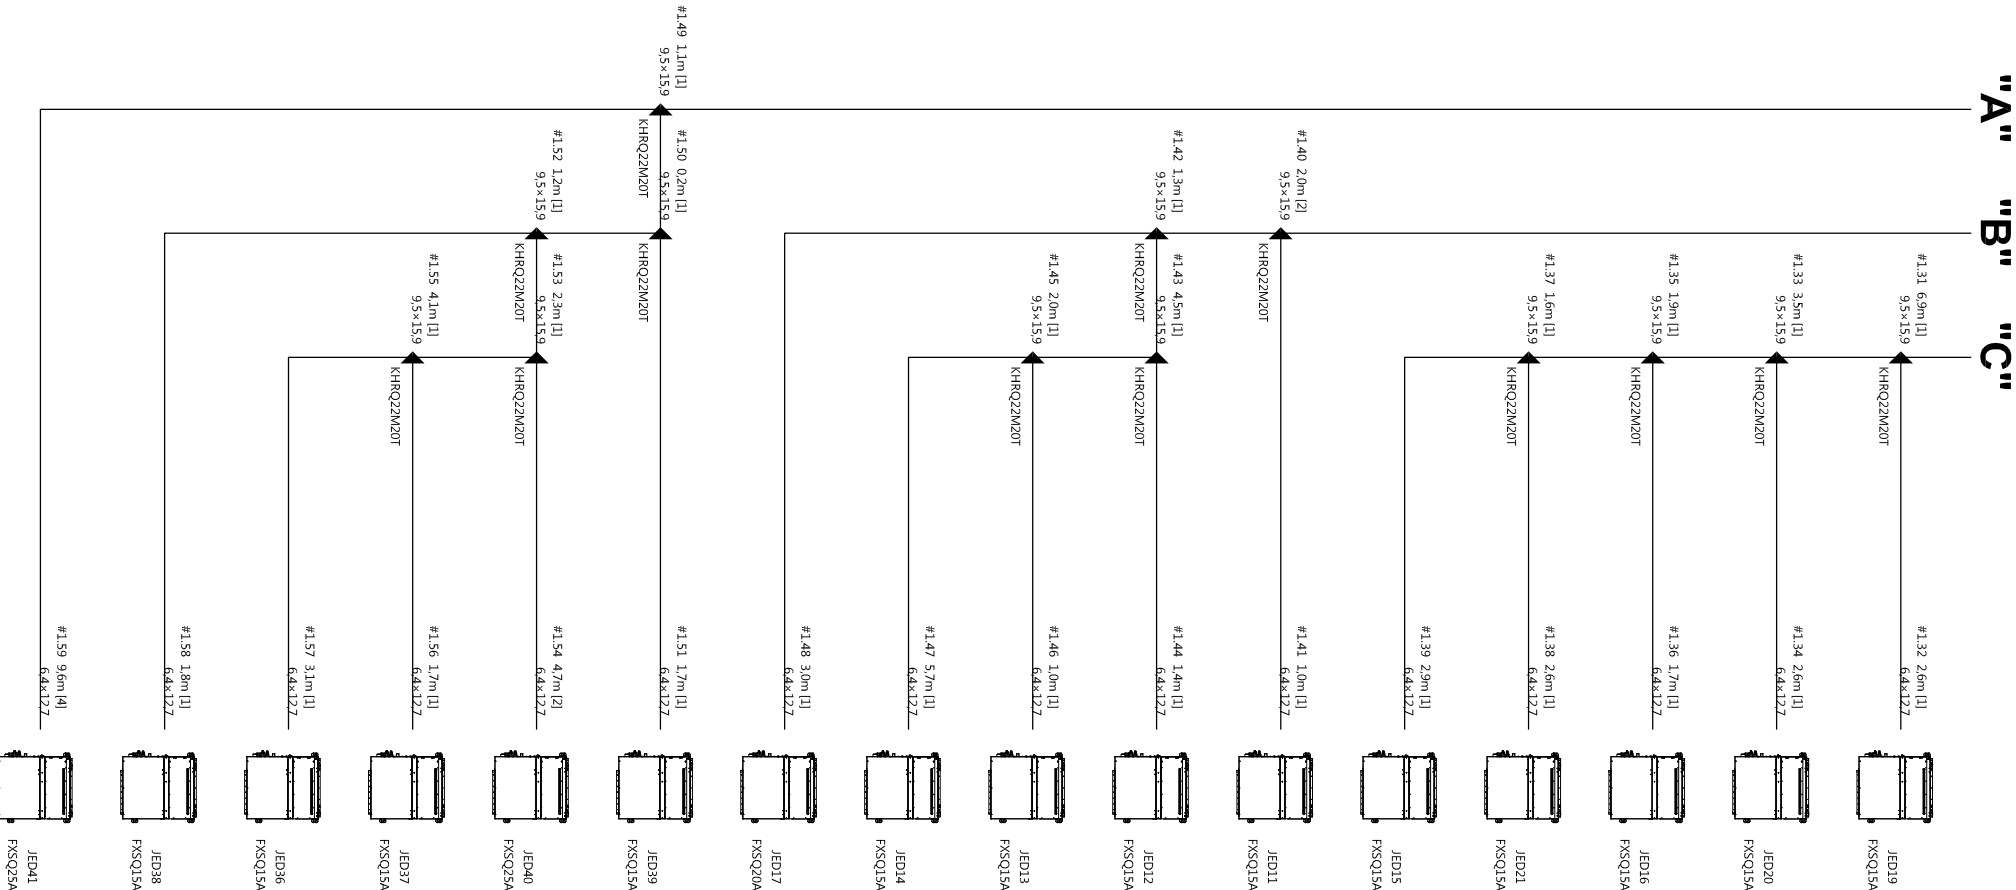 "A"
"B"
"C"
#1.49 1,1m [1]
9,5×15,9
KHRQ22M20T
#1.50 0,2m [1]
9,5×15,9
KHRQ22M20T
#1.52 1,2m [1]
9,5×15,9
KHRQ22M20T
#1.53 2,3m [1]
9,5×15,9
KHRQ22M20T
#1.55 4,1m [1]
9,5×15,9
KHRQ22M20T
#1.40 2,0m [2]
9,5×15,9
KHRQ22M20T
#1.42 1,3m [1]
9,5×15,9
KHRQ22M20T
#1.43 4,5m [1]
9,5×15,9
KHRQ22M20T
#1.45 2,0m [1]
9,5×15,9
KHRQ22M20T
#1.31 6,9m [1]
9,5×15,9
KHRQ22M20T
#1.33 3,5m [1]
9,5×15,9
KHRQ22M20T
#1.35 1,9m [1]
9,5×15,9
KHRQ22M20T
#1.37 1,6m [1]
9,5×15,9
KHRQ22M20T
#1.32 2,6m [1]
6,4×12,7
JED19
FXSQ15A
#1.34 2,6m [1]
6,4×12,7
JED20
FXSQ15A
#1.36 1,7m [1]
6,4×12,7
JED16
FXSQ15A
#1.38 2,6m [1]
6,4×12,7
JED21
FXSQ15A
#1.39 2,9m [1]
6,4×12,7
JED15
FXSQ15A
#1.41 1,0m [1]
6,4×12,7
JED11
FXSQ15A
#1.44 1,4m [1]
6,4×12,7
JED12
FXSQ15A
#1.46 1,0m [1]
6,4×12,7
JED13
FXSQ15A
#1.47 5,7m [1]
6,4×12,7
JED14
FXSQ15A
#1.48 3,0m [1]
6,4×12,7
JED17
FXSQ20A
#1.51 1,7m [1]
6,4×12,7
JED39
FXSQ15A
#1.54 4,7m [2]
6,4×12,7
JED40
FXSQ25A
#1.56 1,7m [1]
6,4×12,7
JED37
FXSQ15A
#1.57 3,1m [1]
6,4×12,7
JED36
FXSQ15A
#1.58 1,8m [1]
6,4×12,7
JED38
FXSQ15A
#1.59 9,6m [4]
6,4×12,7
JED41
FXSQ25A